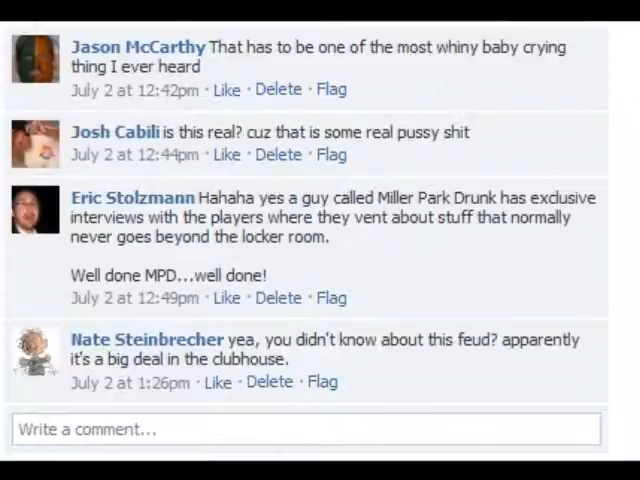 Jason McCarthy That has to be one of the most whiny baby crying
thing I ever heard
July 2 at 12:42pm · Like · Delete · Flag
Josh Cabili is this real? cuz that is some real pussy shit
July 2 at 12:44pm · Like · Delete · Flag
Eric Stolzmann Hahaha yes a guy called Miller Park Drunk has exclusive
interviews with the players where they vent about stuff that normally
never goes beyond the locker room.
Well done MPD...well done!
July 2 at 12:49pm · Like · Delete · Flag
Nate Steinbrecher yea, you didn't know about this feud? apparently
it's a big deal in the clubhouse.
July 2 at 1:26pm · Like · Delete · Flag
Write a comment...